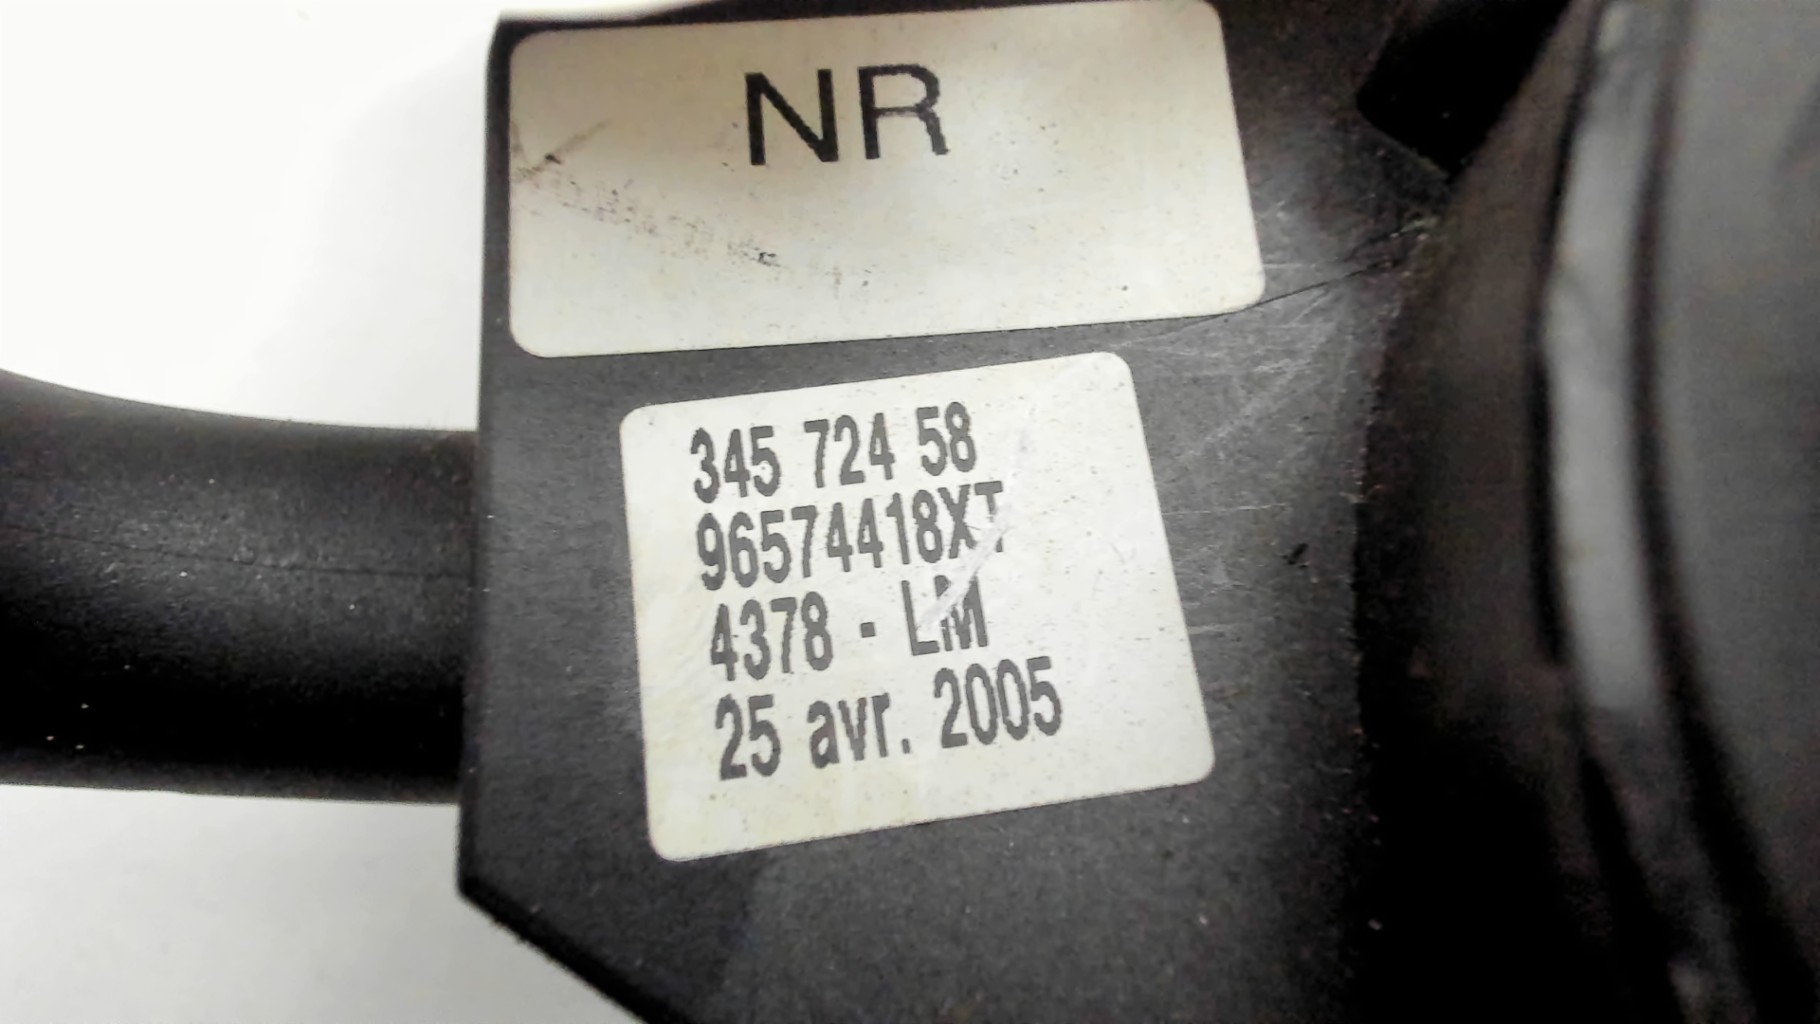 NR
345 724 58
96574418XT
4378 - LM
25 avr. 2005